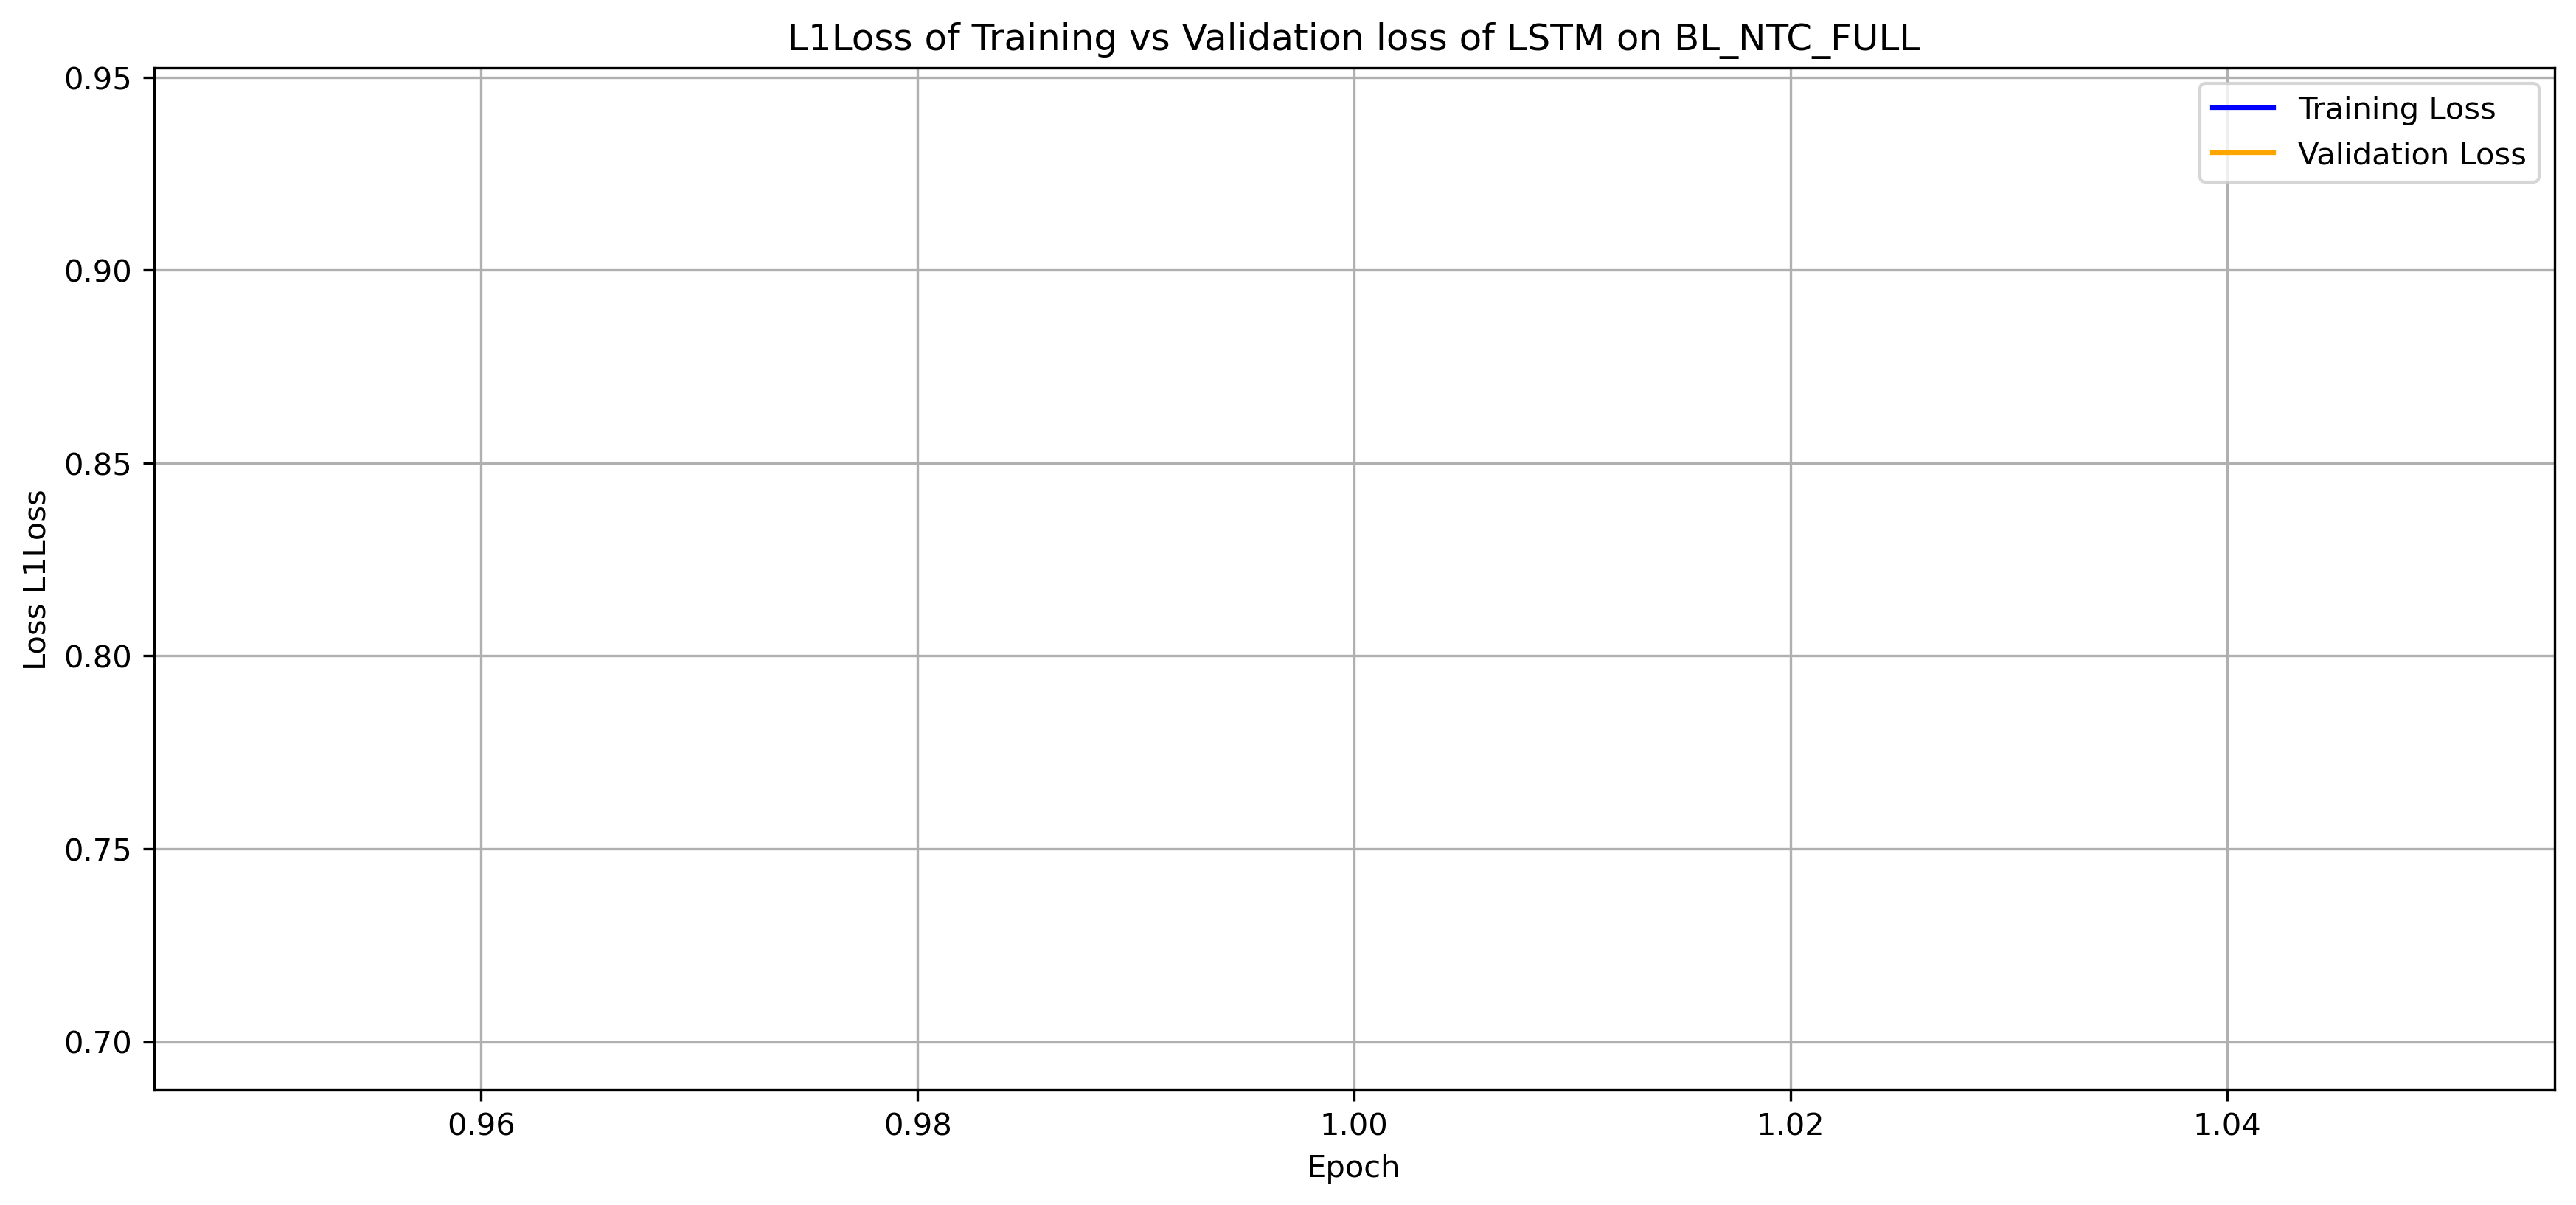 L1Loss of Training vs Validation loss of LSTM on BL_NTC_FULL
Training Loss
Validation Loss
Loss L1Loss
0.95
0.90
0.85
0.80
0.75
0.70
0.96 0.98 1.00 1.02 1.04
Epoch